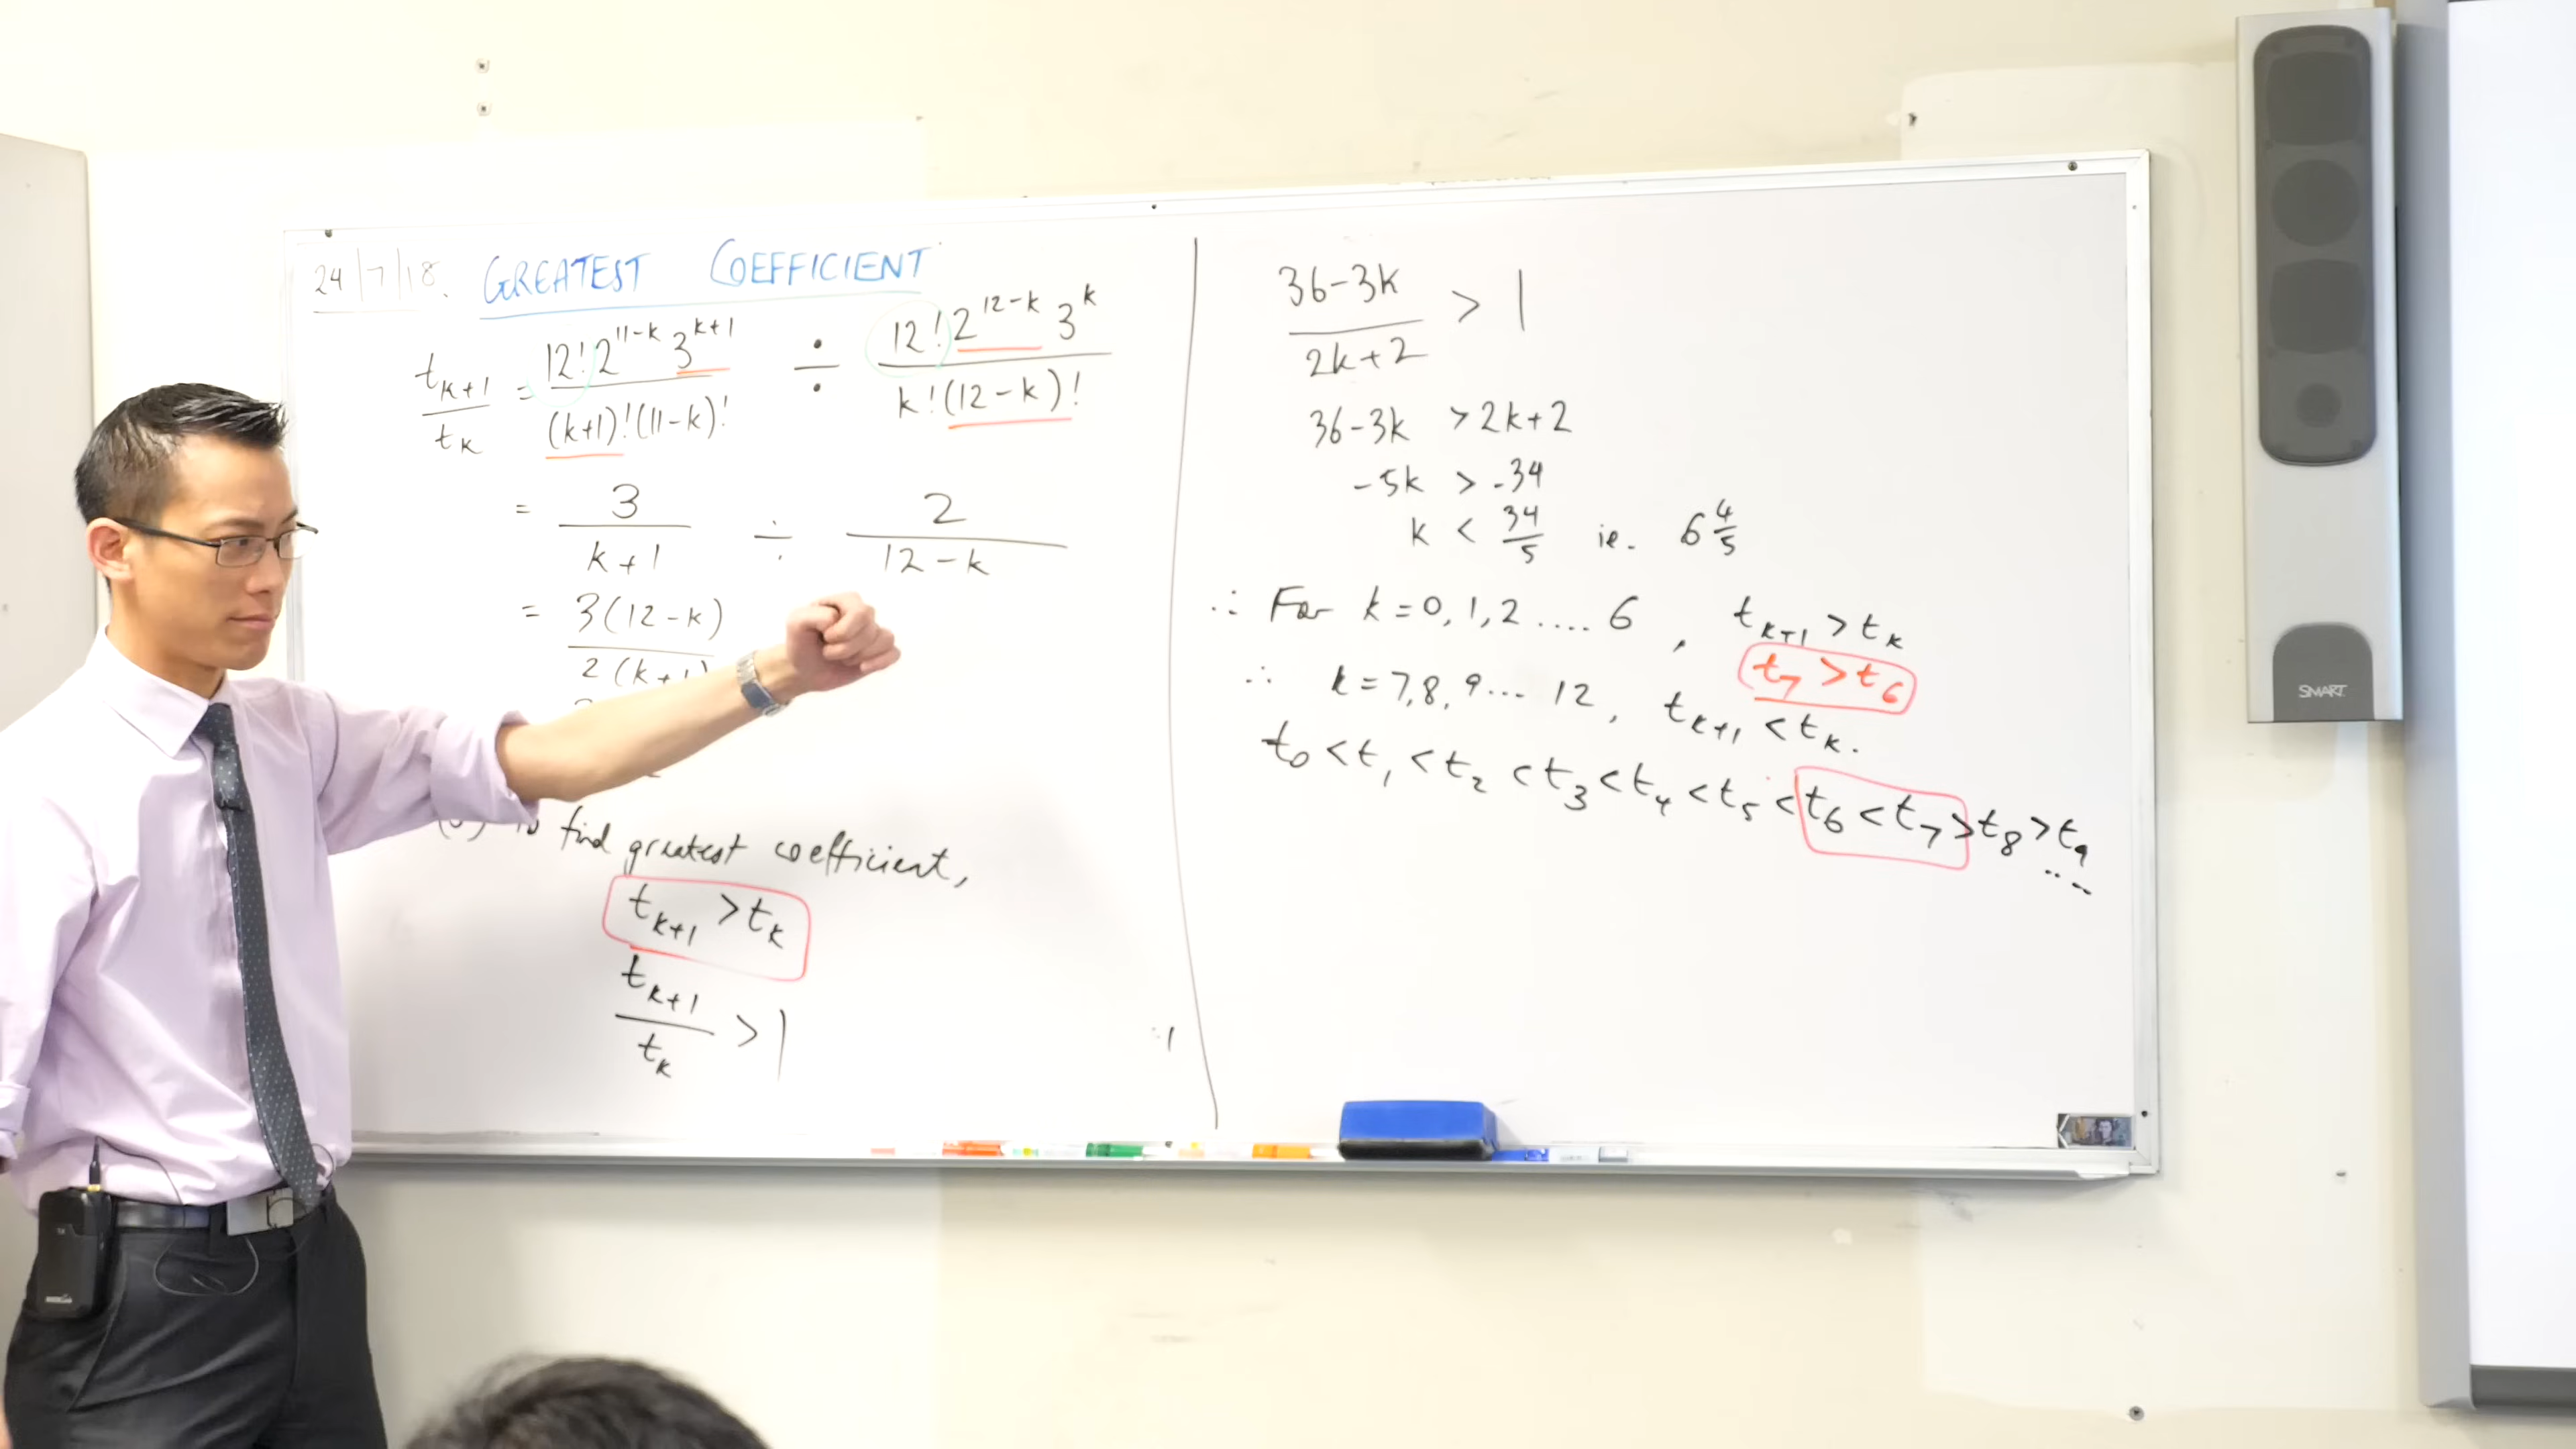 24/7/18. GREATEST COEFFICIENT
t_{k+1}/t_k = 12! 2^{11-k} 3^{k+1} / (k+1)!(11-k)! ÷ 12! 2^{12-k} 3^k / k!(12-k)!
= 3/(k+1) ÷ 2/(12-k)
= 3(12-k) / 2(k+1)
find greatest coefficient,
t_{k+1} > t_k
t_{k+1}/t_k > 1
(36-3k)/(2k+2) > 1
36-3k > 2k+2
-5k > -34
k < 34/5 ie. 6 4/5
∴ For k = 0, 1, 2 .... 6, t_{k+1} > t_k
t_7 > t_6
∴ k = 7, 8, 9 ... 12, t_{k+1} < t_k.
t_0 < t_1 < t_2 < t_3 < t_4 < t_5 < t_6 < t_7 > t_8 > t_9 ....
SMART